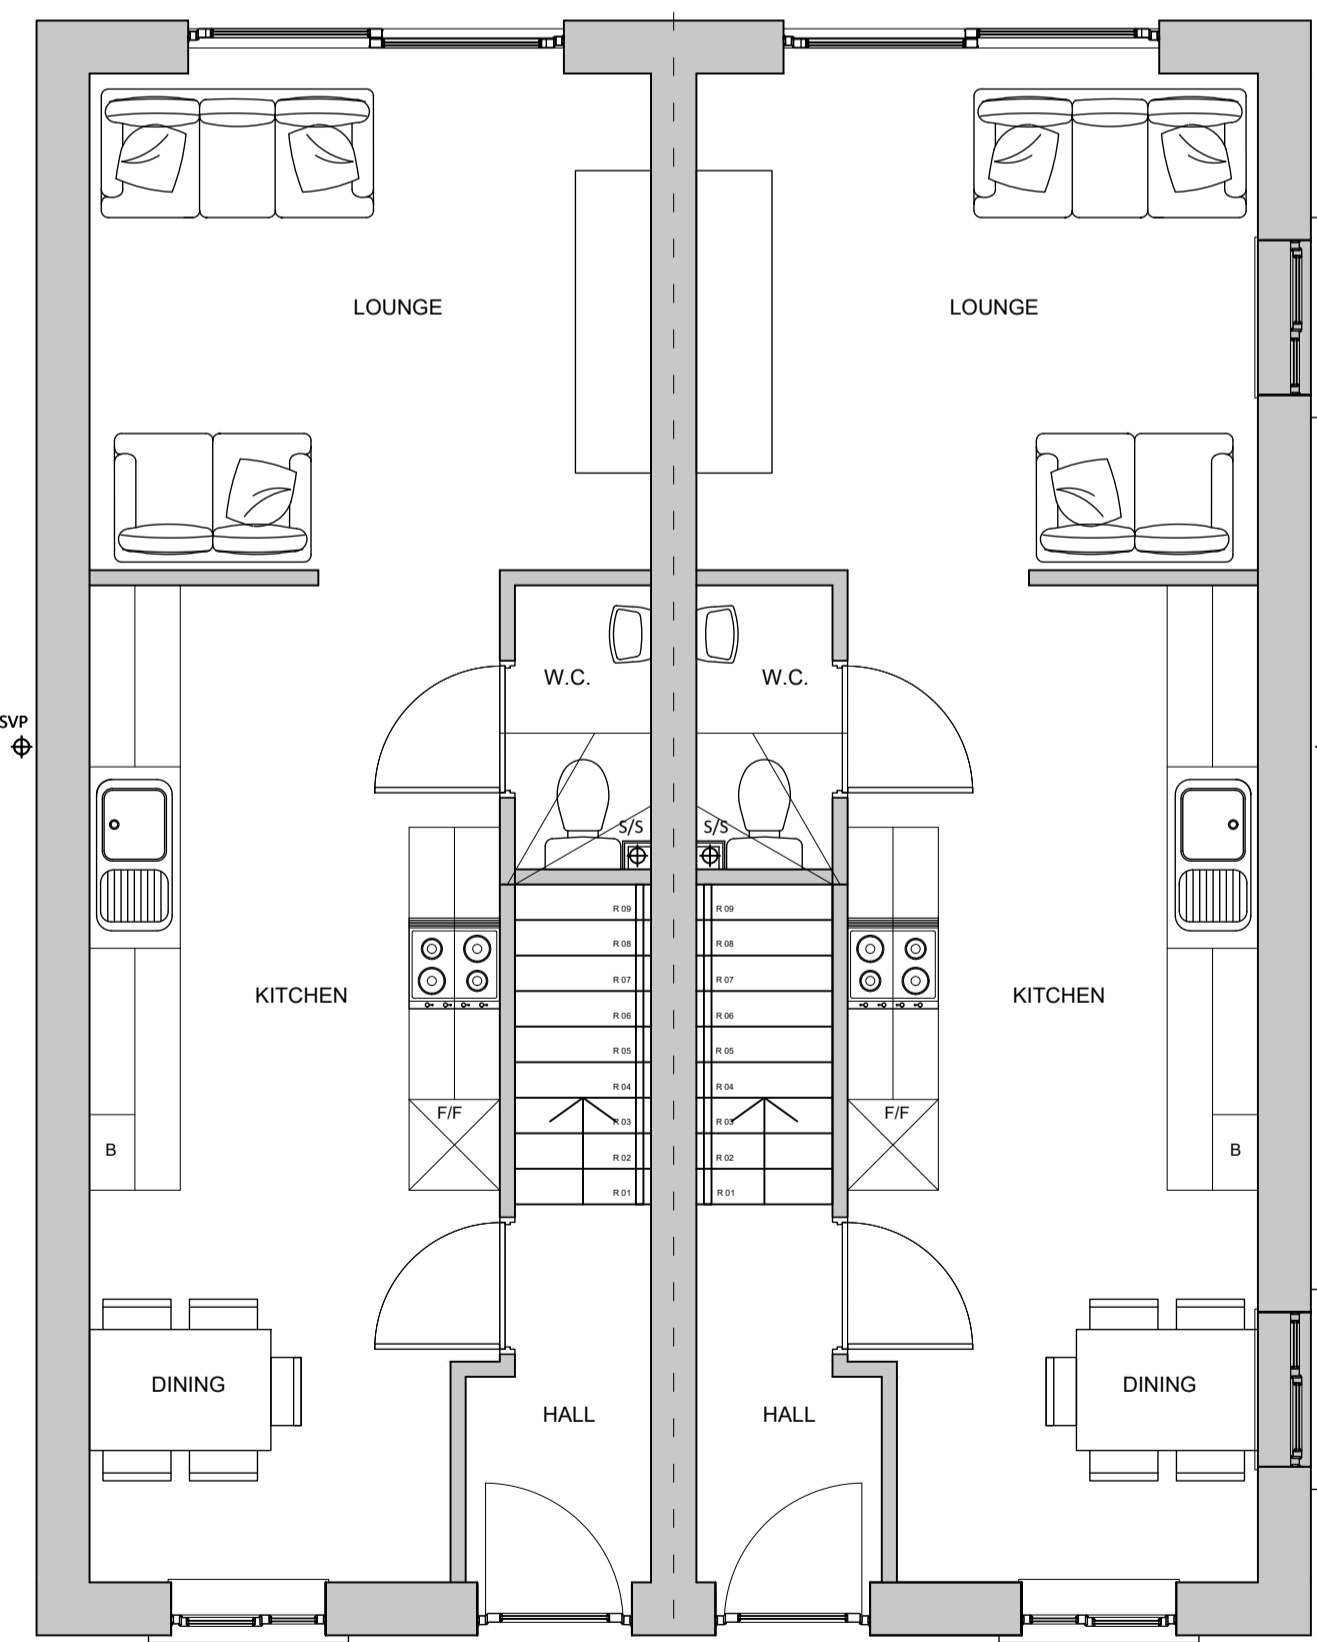 LOUNGE LOUNGE
W.C. W.C.
SVP
S/S S/S
R 09 R 09
R 08 R 08
R 07 R 07
KITCHEN KITCHEN
R 06 R 06
R 05 R 05
R 04 R 04
F/F F/F
R 03 R 03
B B
R 02 R 02
R 01 R 01
DINING DINING
HALL HALL